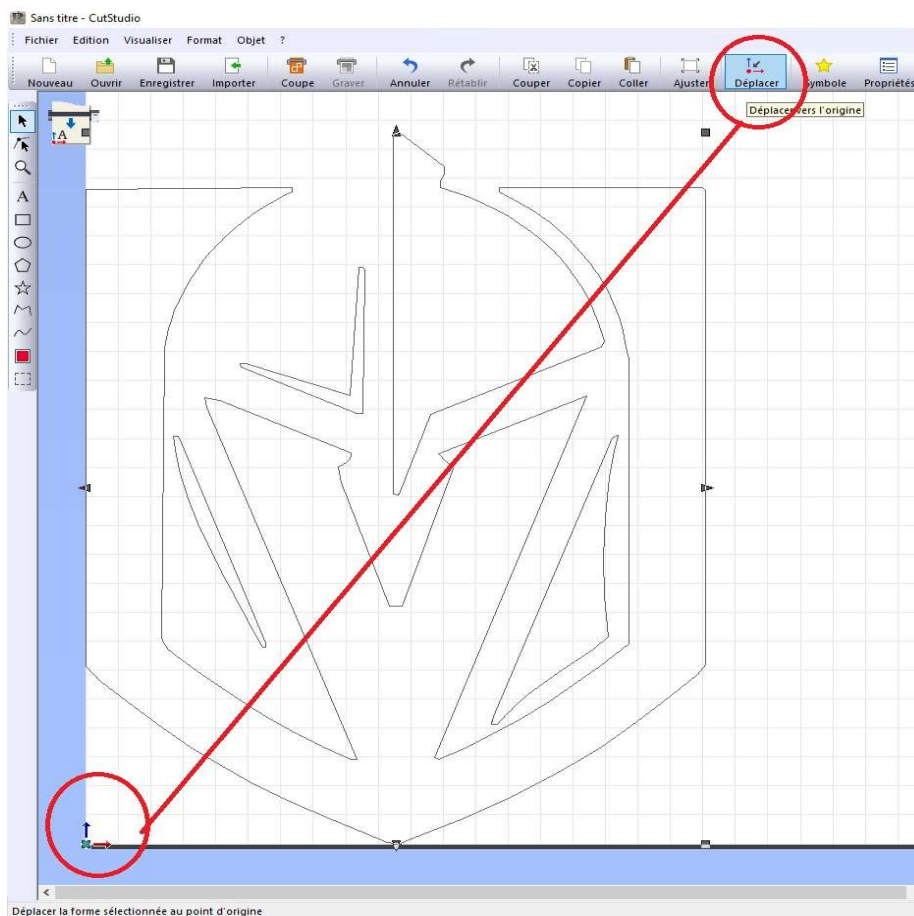 Sans titre - CutStudio
Fichier Edition Visualiser Format Objet ?
Nouveau Ouvrir Enregistrer Importer Coupe Graver Annuler Rétablir Couper Copier Coller Ajuster Déplacer Symbole Propriétés
Déplacer vers l'origine
A
A
Déplacer la forme sélectionnée au point d'origine